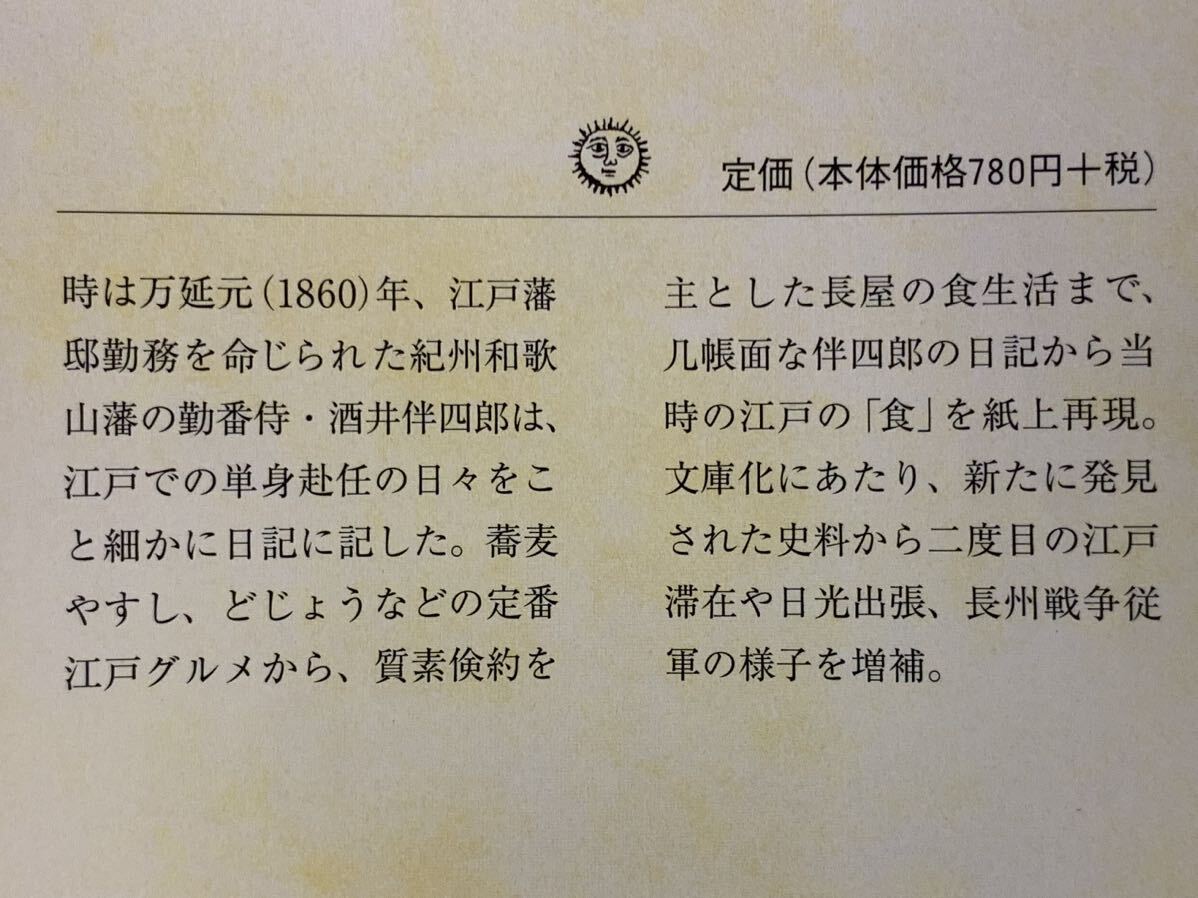 定価(本体価格780円+税)
時は万延元(1860)年、江戸藩
邸勤務を命じられた紀州和歌
山藩の勤番侍・酒井伴四郎は、
江戸での単身赴任の日々をこ
と細かに日記に記した。蕎麦
やすし、どじょうなどの定番
江戸グルメから、質素倹約を
主とした長屋の食生活まで、
几帳面な伴四郎の日記から当
時の江戸の「食」を紙上再現。
文庫化にあたり、新たに発見
された史料から二度目の江戸
滞在や日光出張、長州戦争従
軍の様子を増補。